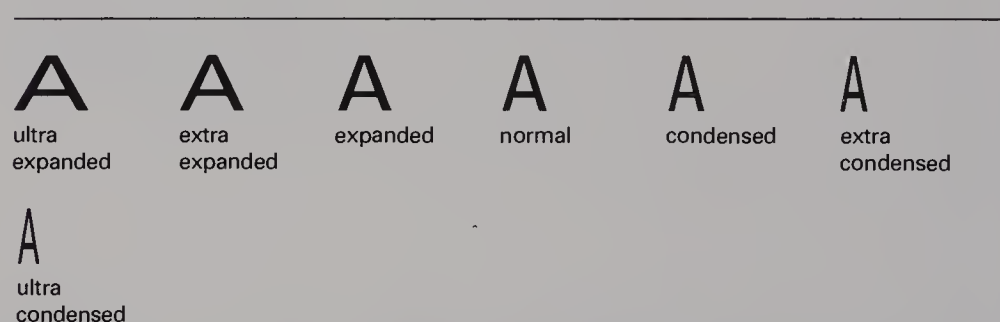 A A A A A A
ultra extra expanded normal condensed extra
expanded expanded condensed
A
ultra
condensed